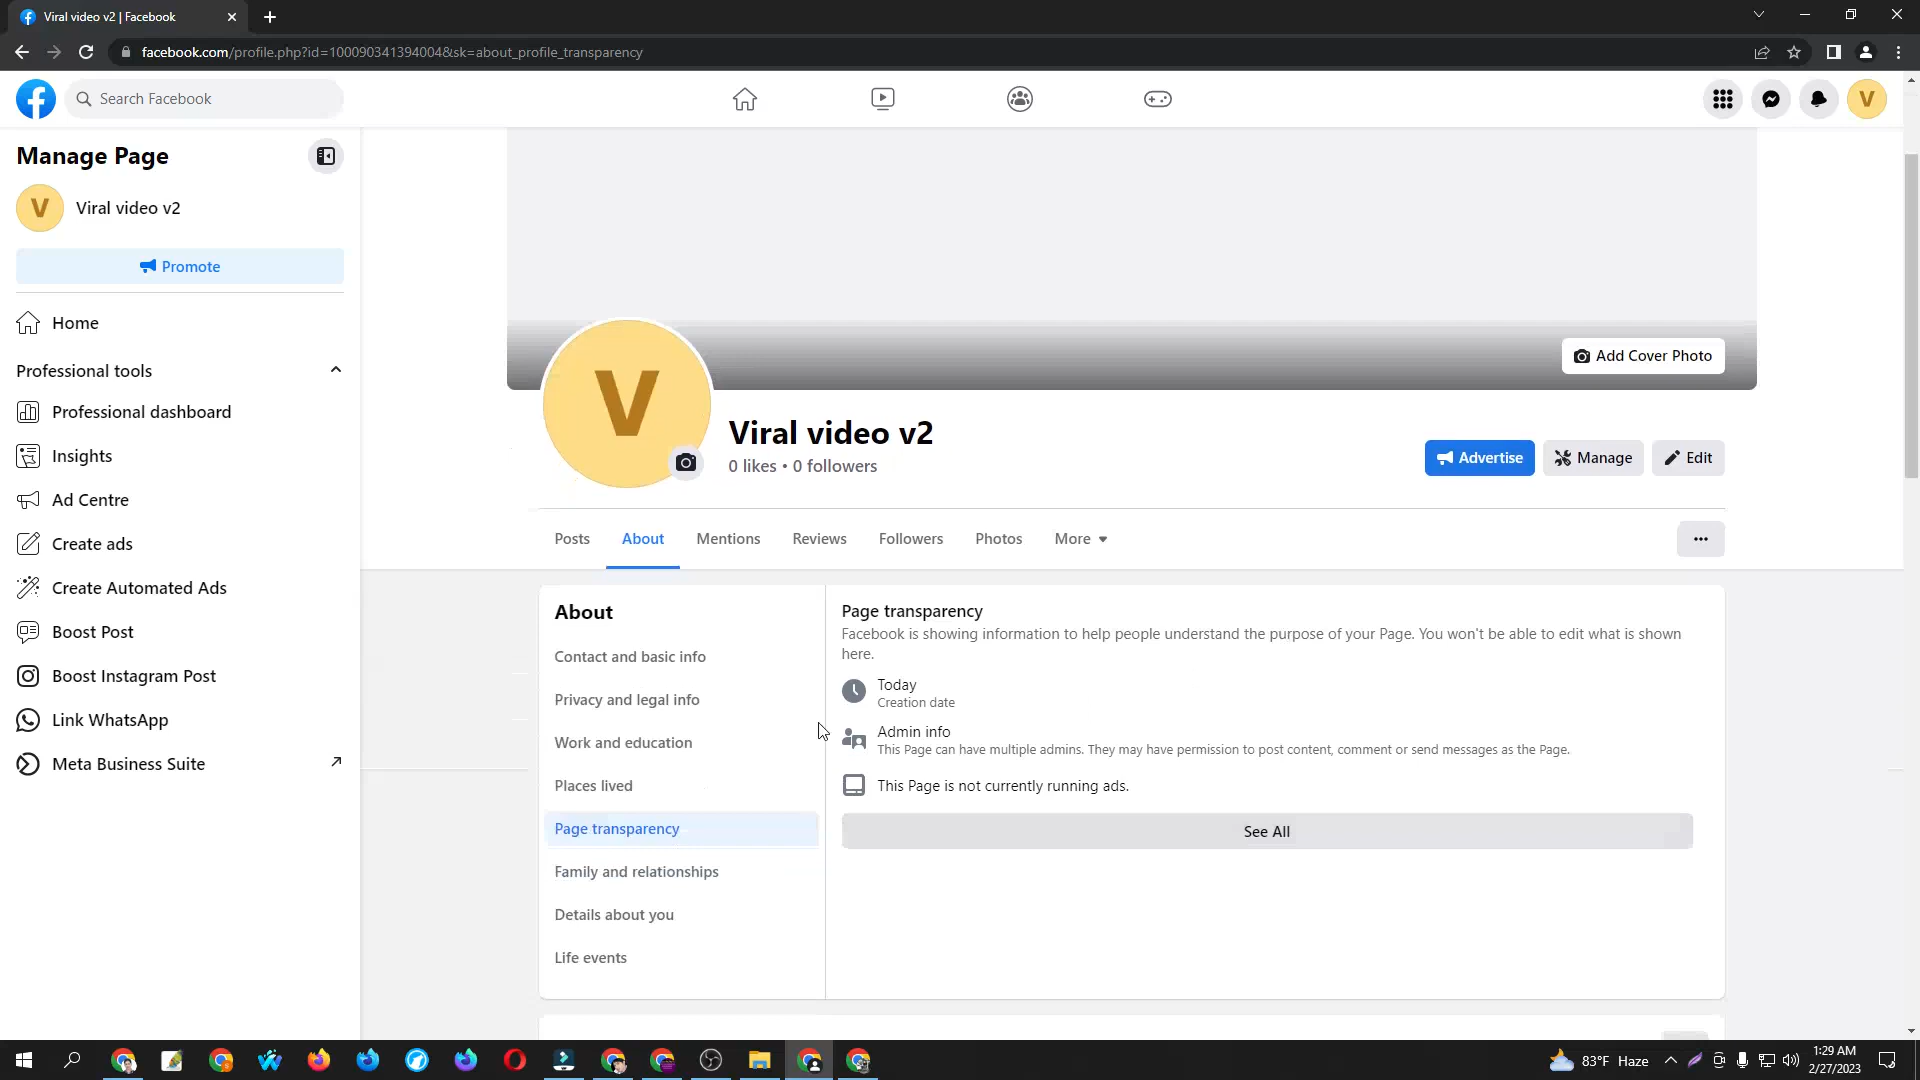 Viral video v2 | Facebook
facebook.com/profile.php?id=100090341394004&sk=about_profile_transparency
Search Facebook
V
Manage Page
V
Viral video v2
Promote
Home
Professional tools
Professional dashboard
Insights
Ad Centre
Create ads
Create Automated Ads
Boost Post
Boost Instagram Post
Link WhatsApp
Meta Business Suite
Add Cover Photo
V
Viral video v2
0 likes • 0 followers
Advertise
Manage
Edit
Posts
About
Mentions
Reviews
Followers
Photos
More
About
Contact and basic info
Privacy and legal info
Work and education
Places lived
Page transparency
Family and relationships
Details about you
Life events
Page transparency
Facebook is showing information to help people understand the purpose of your Page. You won't be able to edit what is shown
here.
Today
Creation date
Admin info
This Page can have multiple admins. They may have permission to post content, comment or send messages as the Page.
This Page is not currently running ads.
See All
83°F Haze
1:29 AM
2/27/2023